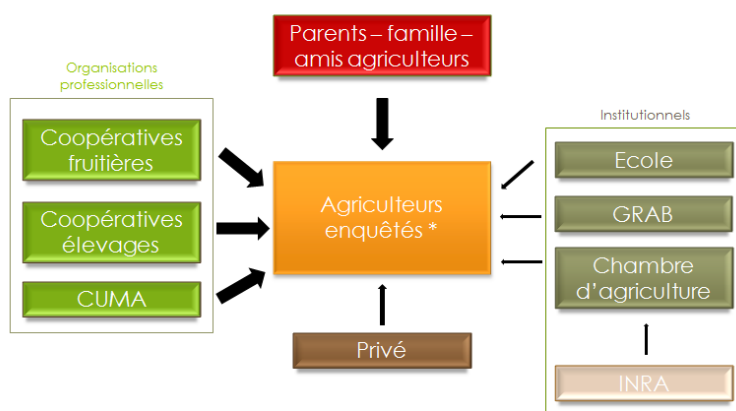 Parents – famille –
amis agriculteurs
Organisations
professionnelles
Coopératives
fruitières
Coopératives
élevages
CUMA
Agriculteurs
enquêtés *
Privé
Institutionnels
Ecole
GRAB
Chambre
d'agriculture
INRA